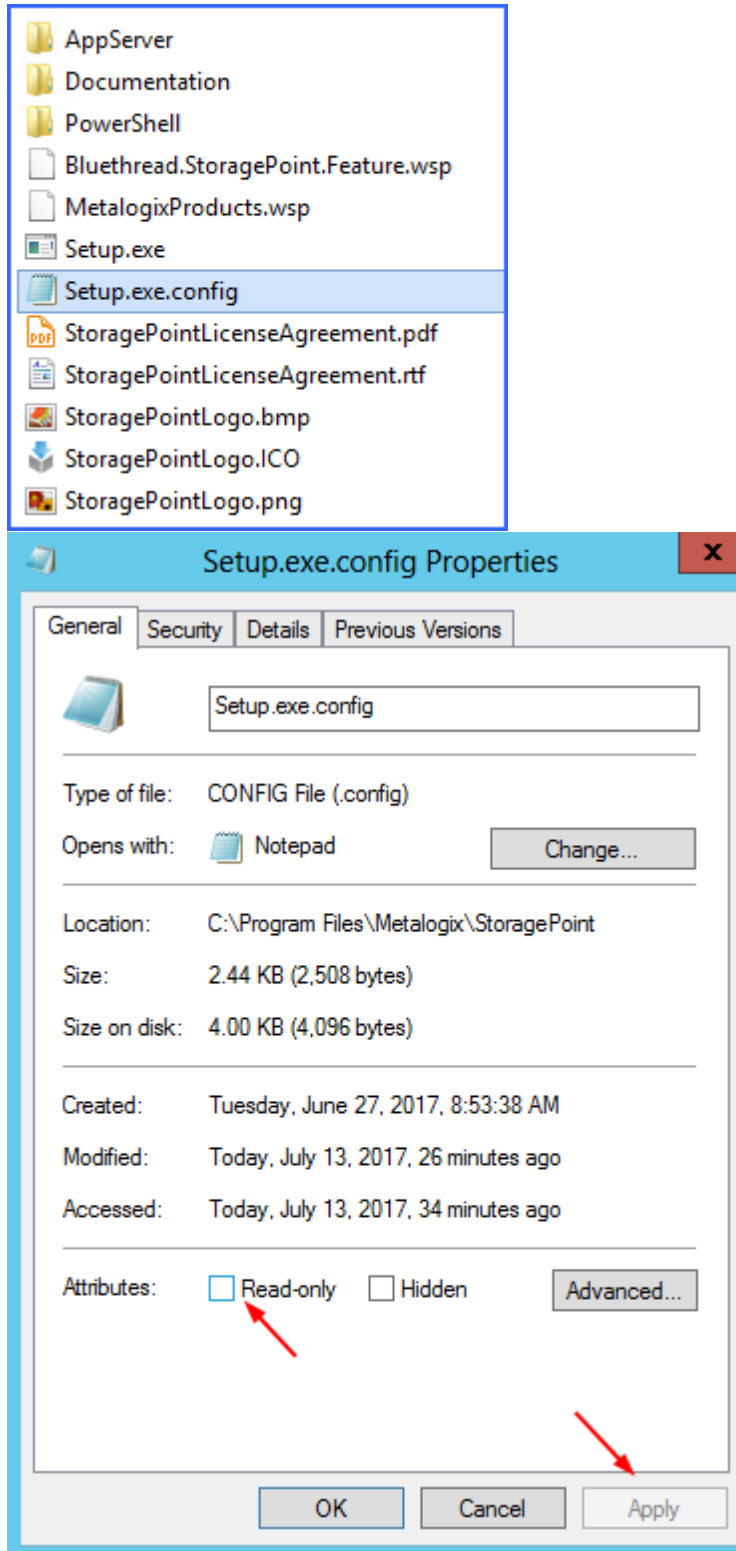 AppServer
Documentation
PowerShell
Bluethread.StoragePoint.Feature.wsp
MetalogixProducts.wsp
Setup.exe
Setup.exe.config
PDF StoragePointLicenseAgreement.pdf
StoragePointLicenseAgreement.rtf
StoragePointLogo.bmp
StoragePointLogo.ICO
StoragePointLogo.png
Setup.exe.config Properties x
General Security Details Previous Versions
Setup.exe.config
Type of file: CONFIG File (.config)
Opens with: Notepad Change...
Location: C:\Program Files\Metalogix\StoragePoint
Size: 2.44 KB (2,508 bytes)
Size on disk: 4.00 KB (4,096 bytes)
Created: Tuesday, June 27, 2017, 8:53:38 AM
Modified: Today, July 13, 2017, 26 minutes ago
Accessed: Today, July 13, 2017, 34 minutes ago
Attributes: Read-only Hidden Advanced...
OK Cancel Apply